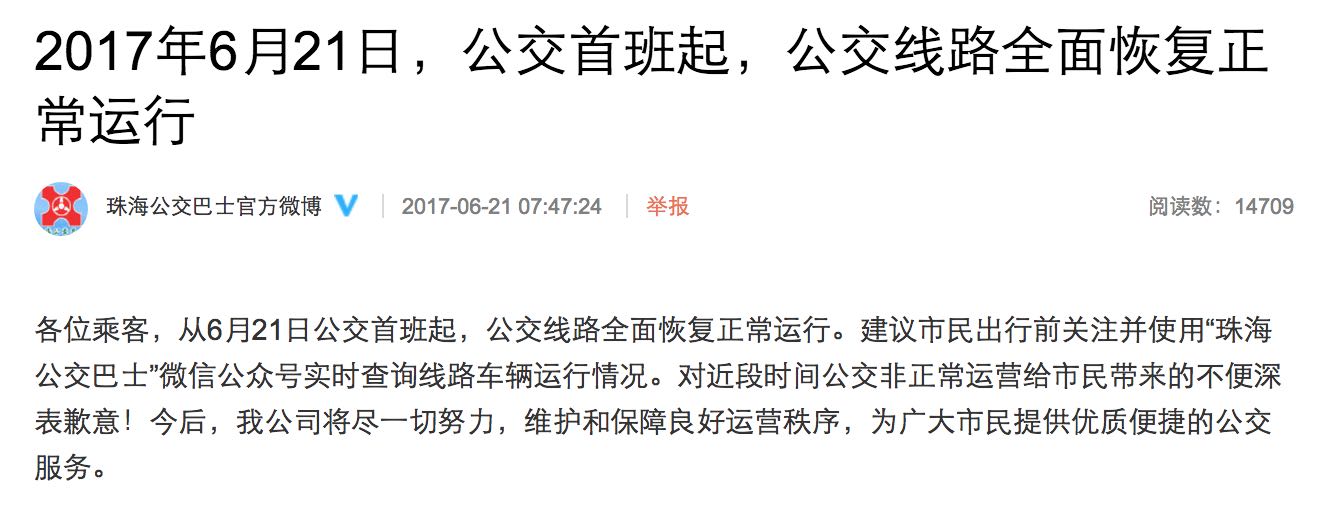 2017年6月21日，公交首班起，公交线路全面恢复正
常运行
珠海公交巴士官方微博 2017-06-21 07:47:24 举报 阅读数：14709
各位乘客，从6月21日公交首班起，公交线路全面恢复正常运行。建议市民出行前关注并使用“珠海
公交巴士”微信公众号实时查询线路车辆运行情况。对近段时间公交非正常运营给市民带来的不便深
表歉意！今后，我公司将尽一切努力，维护和保障良好运营秩序，为广大市民提供优质便捷的公交
服务。